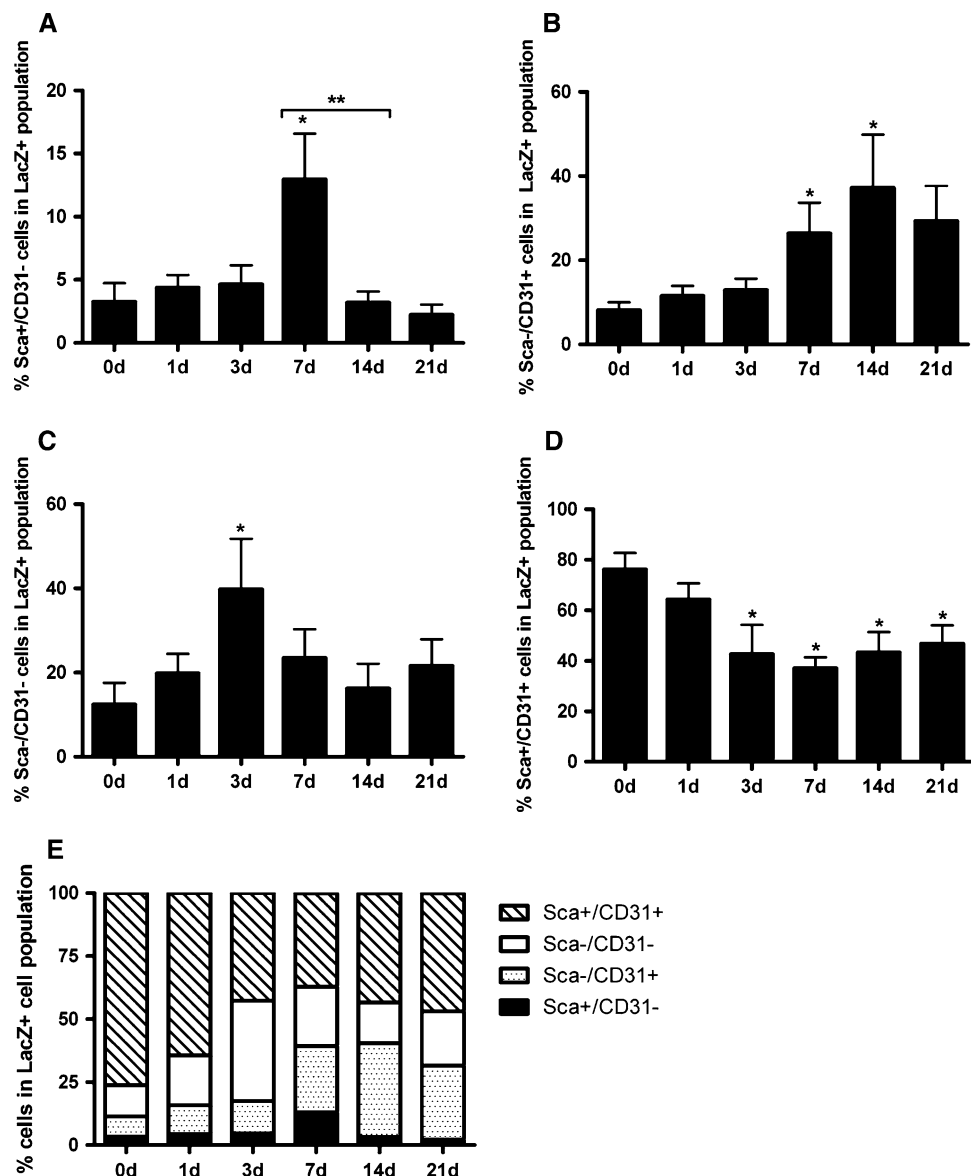 A
% Sca+/CD31- cells in LacZ+ population
20
15
10
5
0
**
*
0d 1d 3d 7d 14d 21d
B
% Sca-/CD31+ cells in LacZ+ population
60
40
20
0
*
*
0d 1d 3d 7d 14d 21d
C
% Sca-/CD31- cells in LacZ+ population
60
40
20
0
*
0d 1d 3d 7d 14d 21d
D
% Sca+/CD31+ cells in LacZ+ population
100
80
60
40
20
0
* * * *
0d 1d 3d 7d 14d 21d
E
% cells in LacZ+ cell population
100
75
50
25
0
0d 1d 3d 7d 14d 21d
Sca+/CD31+
Sca-/CD31-
Sca-/CD31+
Sca+/CD31-